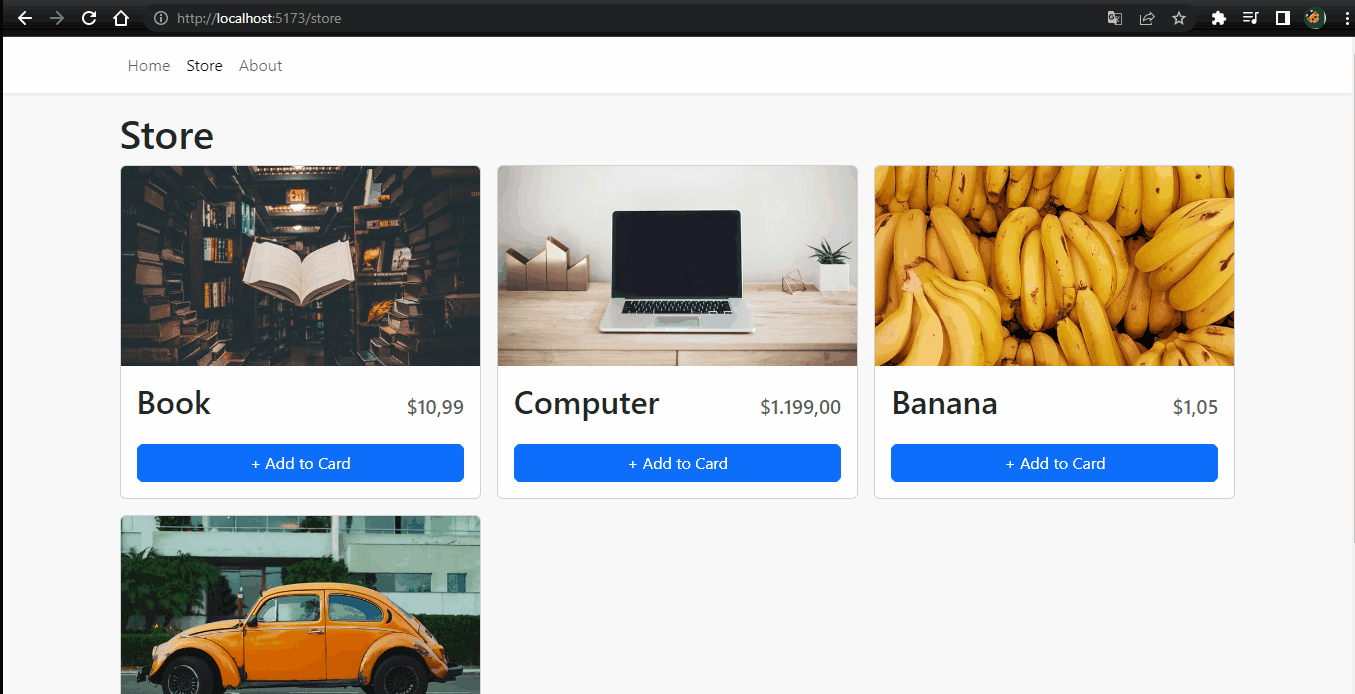 http://localhost:5173/store
Home Store About
Store
EXIT
Book $10,99
Computer $1.199,00
Banana $1,05
+ Add to Card
+ Add to Card
+ Add to Card